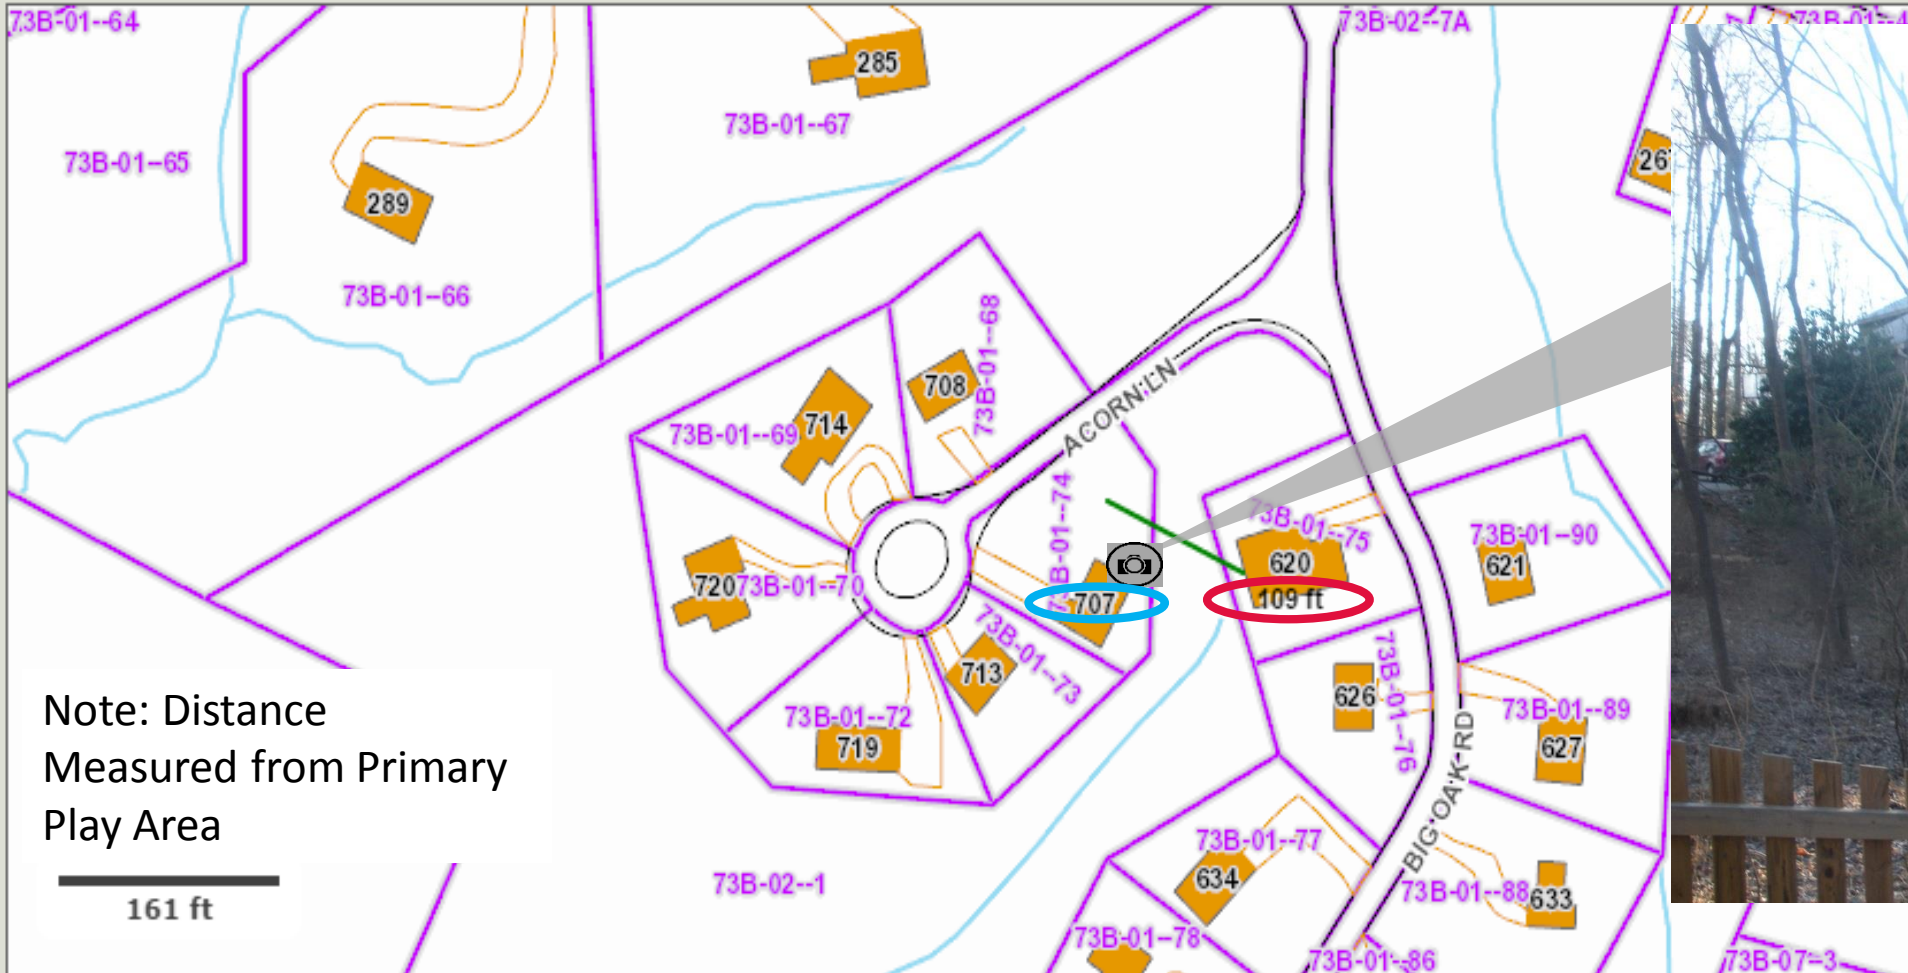 73B-01--64
73B-02--7A
285
73B-01--67
73B-01--65
267
289
73B-01--66
73B-01--68
708
714
73B-01--69
ACORN LN
73B-01--74
73B-01--75
73B-01--90
620
621
720
73B-01--70
707
109 ft
73B-01--73
713
626
73B-01--76
73B-01--89
627
73B-01--72
719
BIG OAK RD
Note: Distance
Measured from Primary
Play Area
161 ft
73B-02--1
73B-01--77
634
73B-01--88
633
73B-01--78
73B-01--86
73B-07--3